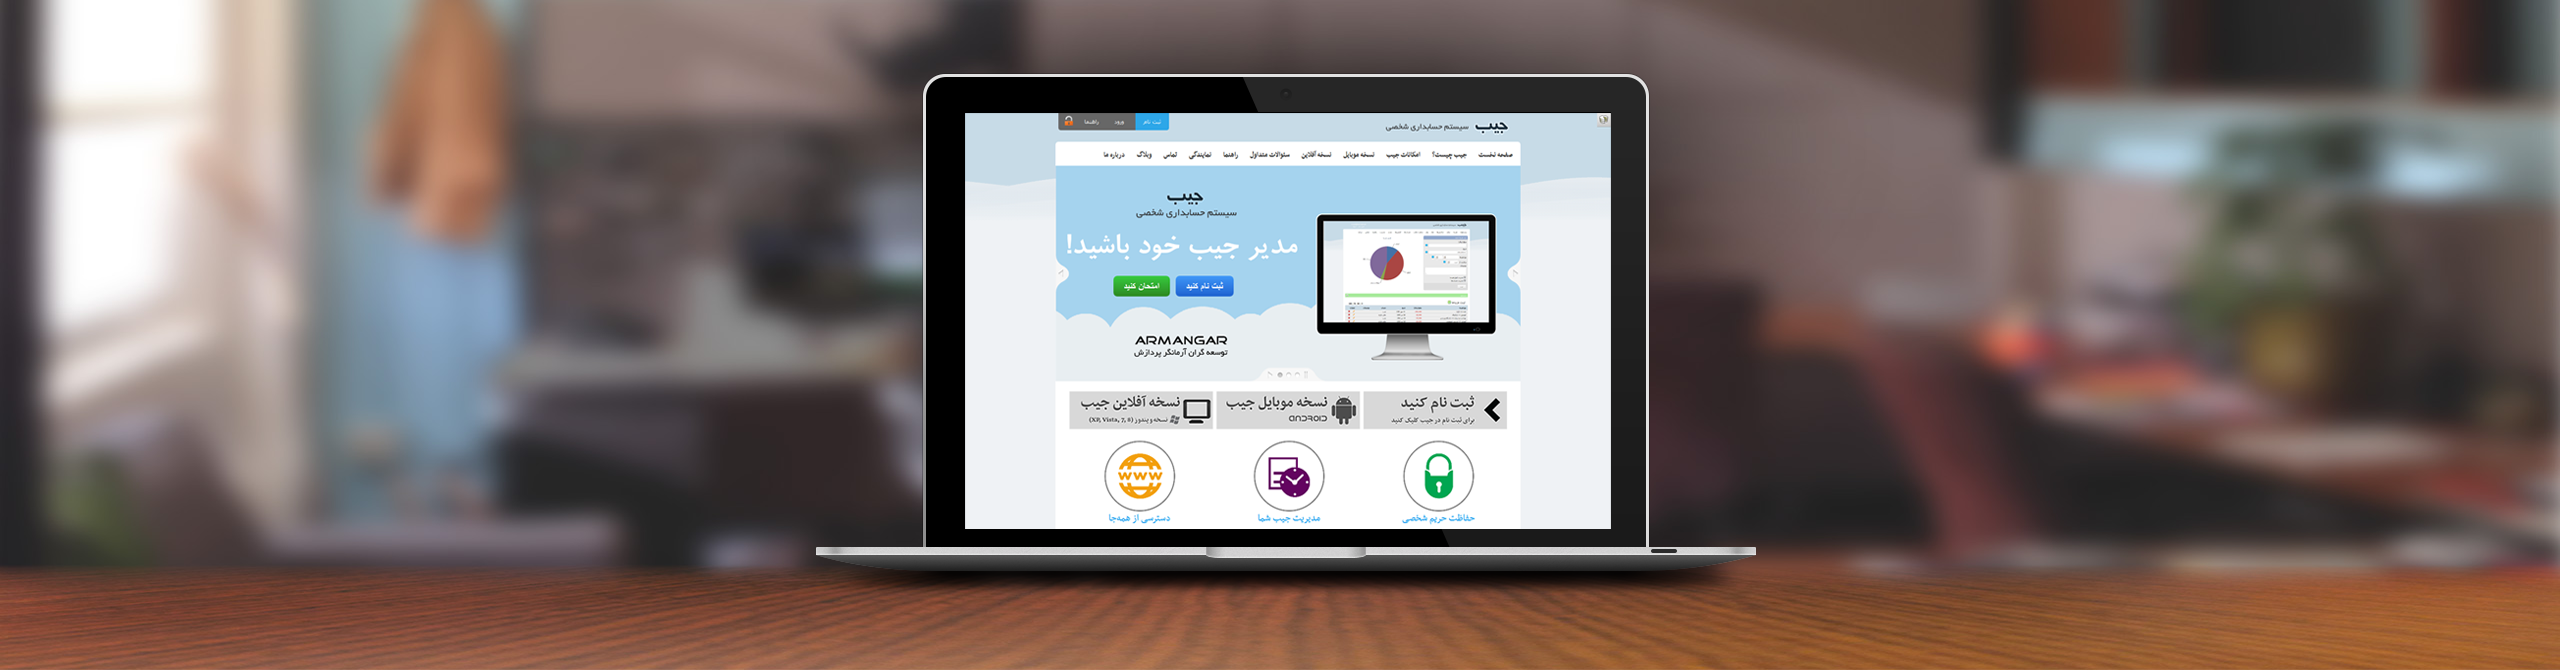 جیب سیستم حسابداری شخصی
راهنما ورود ثبت نام
صفحه نخست جیب چیست؟ امکانات جیب نسخه موبایل نسخه آفلاین سئوالات متداول راهنما نمایندگی تماس وبلاگ درباره ما
جیب
سیستم حسابداری شخصی
مدیر جیب خود باشید!
ثبت نام کنید
امتحان کنید
ARMANGAR
توسعه گران آرمانگر پردازش
ثبت نام کنید
برای ثبت نام در جیب کلیک کنید
نسخه موبایل جیب
ANDROID
نسخه آفلاین جیب
نسخه ویندوز (XP, Vista, 7, 8)
حفاظت حریم شخصی
مدیریت جیب شما
www
دسترسی از همه‌جا